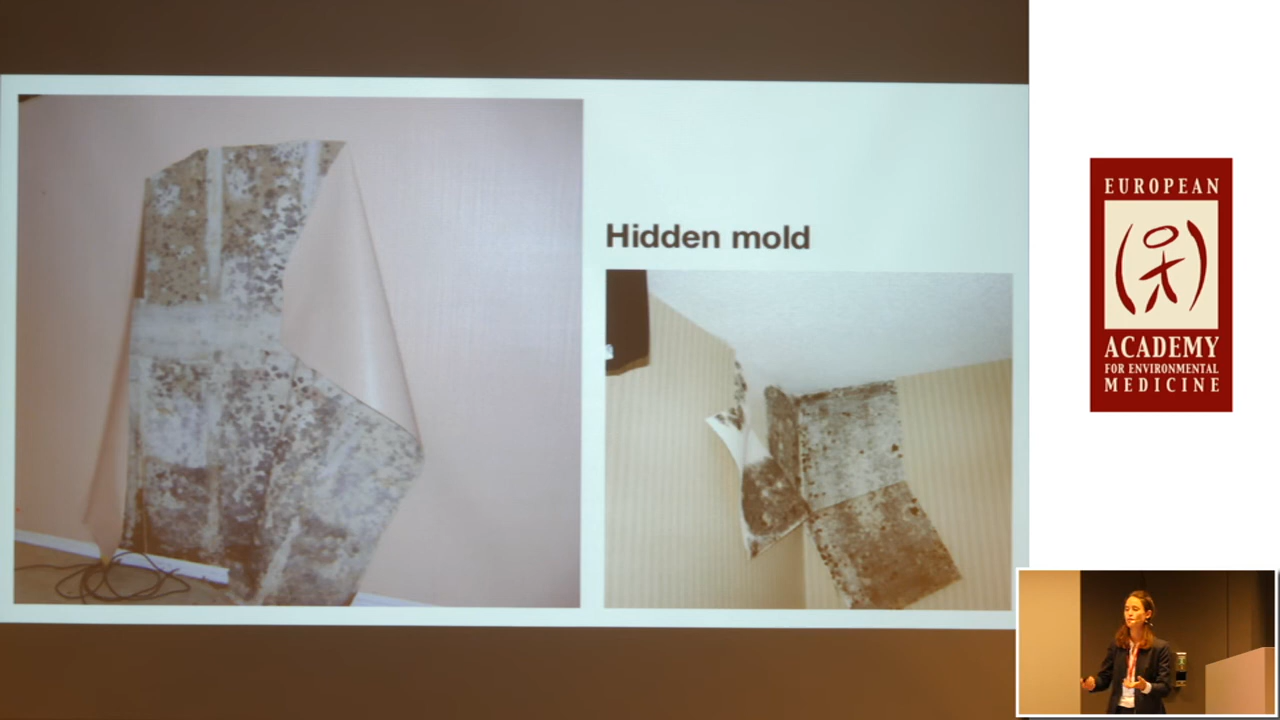 Hidden mold
EUROPEAN
ACADEMY
FOR ENVIRONMENTAL
MEDICINE